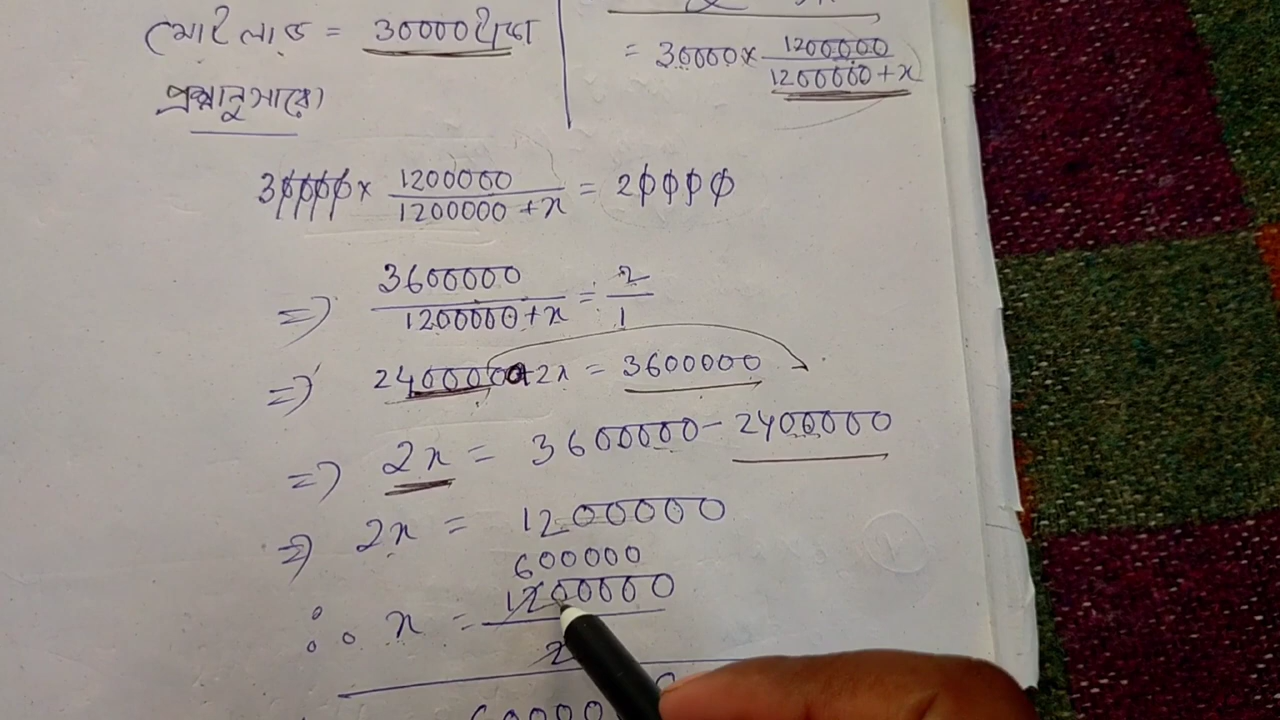 মোট লাভ = 30000 টাকা
= 30000 × 1200000 / 1200000 + x
প্রশ্নানুসারে,
30000 × 1200000 / 1200000 + x = 20000
⇒ 3600000 / 1200000 + x = 2 / 1
⇒ 2400000 + 2x = 3600000
⇒ 2x = 3600000 - 2400000
⇒ 2x = 1200000
600000
∴ x = 1200000 / 2